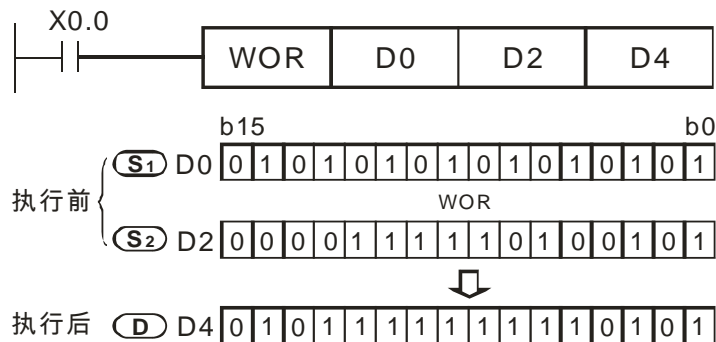 X0.0
WOR D0 D2 D4
b15 b0
S1 D0 0 1 0 1 0 1 0 1 0 1 0 1 0 1 0 1
执行前 WOR
S2 D2 0 0 0 0 1 1 1 1 1 0 1 0 0 1 0 1
执行后 D D4 0 1 0 1 1 1 1 1 1 1 1 1 0 1 0 1